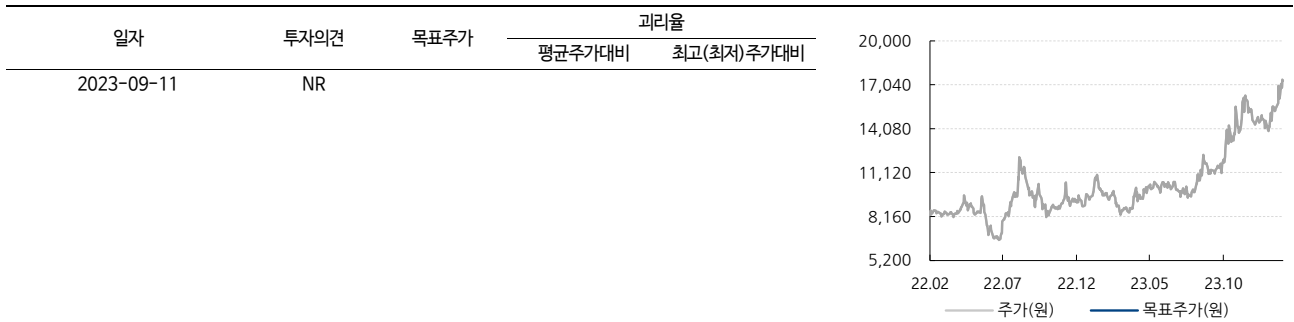 일자 투자의견 목표주가 괴리율
평균주가대비 최고(최저)주가대비
2023-09-11 NR
20,000
17,040
14,080
11,120
8,160
5,200
22.02 22.07 22.12 23.05 23.10
주가(원) 목표주가(원)